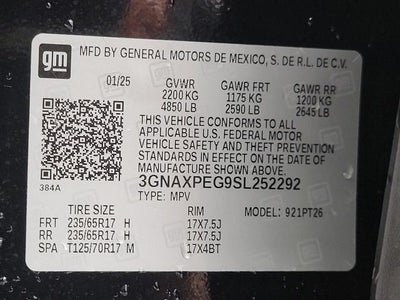 gm
MFD BY GENERAL MOTORS DE MEXICO, S. DE R.L. DE C.V.
01/25 GVWR GAWR FRT GAWR RR
2200 KG 1175 KG 1200 KG
4850 LB 2590 LB 2645 LB
THIS VEHICLE CONFORMS TO ALL
APPLICABLE U.S. FEDERAL MOTOR
VEHICLE SAFETY AND THEFT PREVENTION
STANDARDS IN EFFECT ON THE DATE OF
MANUFACTURE SHOWN ABOVE.
384A
3GNAXPEG9SL252292
TYPE: MPV
TIRE SIZE RIM MODEL: 921PT26
FRT 235/65R17 H 17X7.5J
RR 235/65R17 H 17X7.5J
SPA T125/70R17 M 17X4BT